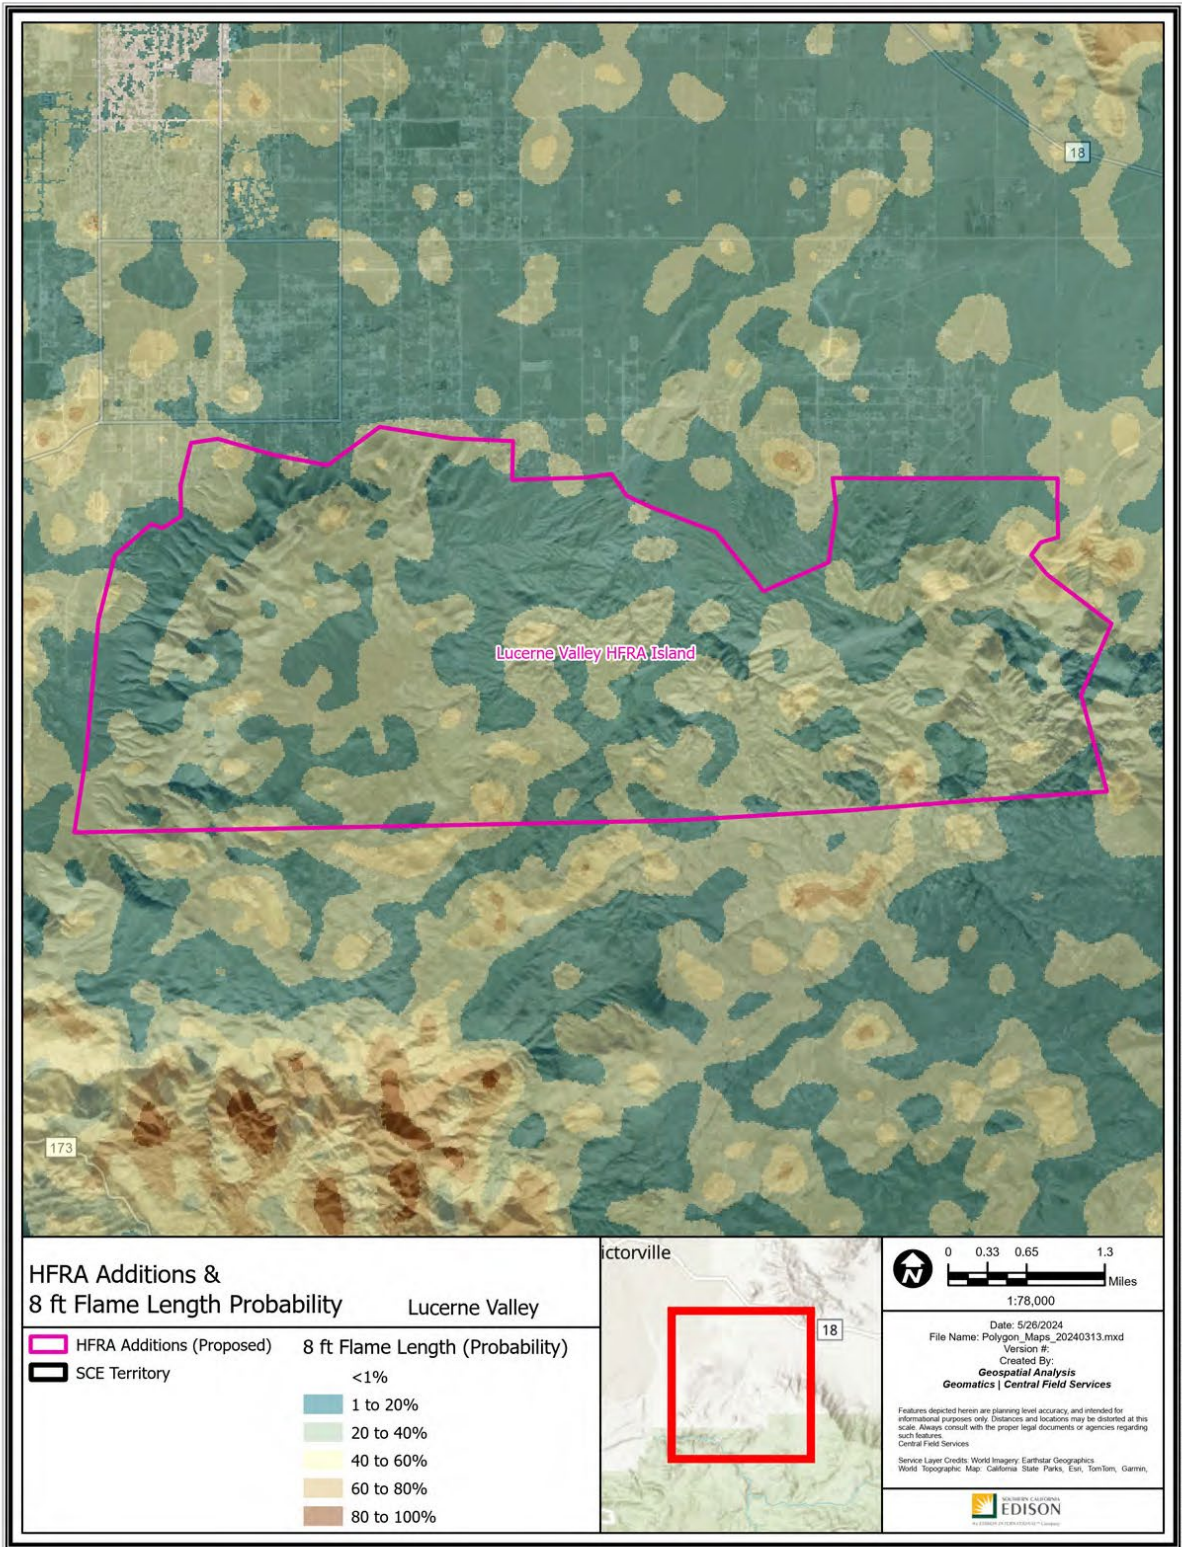 18
Lucerne Valley HFRA Island
173
HFRA Additions &
8 ft Flame Length Probability
Lucerne Valley
HFRA Additions (Proposed)
SCE Territory
8 ft Flame Length (Probability)
<1%
1 to 20%
20 to 40%
40 to 60%
60 to 80%
80 to 100%
ictorville
18
N
0 0.33 0.65 1.3
Miles
1:78,000
Date: 5/26/2024
File Name: Polygon_Maps_20240313.mxd
Version #:
Created By:
Geospatial Analysis
Geomatics | Central Field Services
Features depicted herein are planning level accuracy, and intended for
informational purposes only. Distances and locations may be distorted at this
scale. Always consult with the proper legal documents or agencies regarding
such features.
Central Field Services
Service Layer Credits: World Imagery: Earthstar Geographics
World Topographic Map: California State Parks, Esri, TomTom, Garmin,
SOUTHERN CALIFORNIA
EDISON
An EDISON INTERNATIONAL® Company